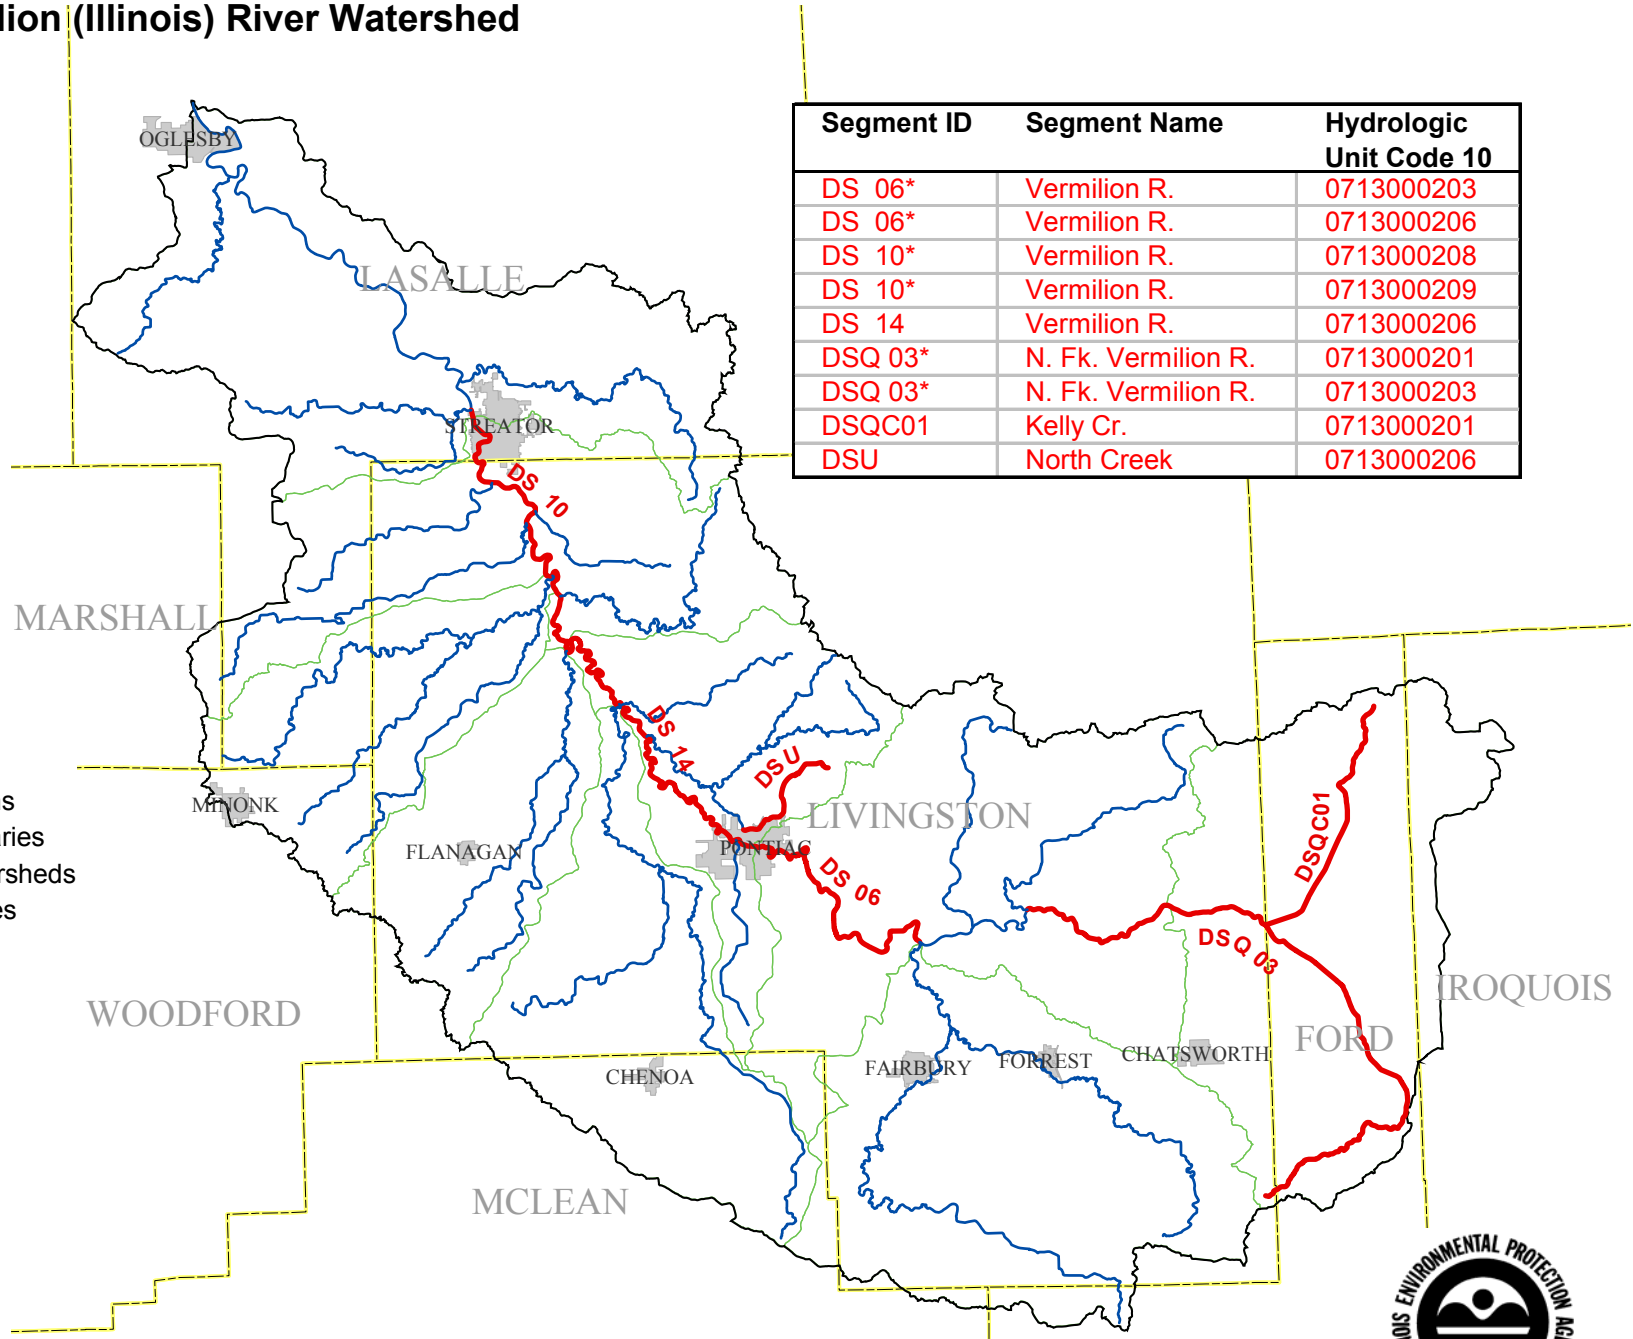 lion (Illinois) River Watershed
Segment ID Segment Name Hydrologic
Unit Code 10
DS 06* Vermilion R. 0713000203
DS 06* Vermilion R. 0713000206
DS 10* Vermilion R. 0713000208
DS 10* Vermilion R. 0713000209
DS 14 Vermilion R. 0713000206
DSQ 03* N. Fk. Vermilion R. 0713000201
DSQ 03* N. Fk. Vermilion R. 0713000203
DSQC01 Kelly Cr. 0713000201
DSU North Creek 0713000206
OGLESBY
LASALLE
STREATOR
DS 10
MARSHALL
DS 14
DSU
MINONK
LIVINGSTON
PONTIAC
FLANAGAN
DS 06
DSQC01
DSQ 03
s
aries
rsheds
es
WOODFORD
IROQUOIS
FORD
CHATSWORTH
FORREST
FAIRBURY
CHENOA
MCLEAN
OIS ENVIRONMENTAL PROTECTION AG